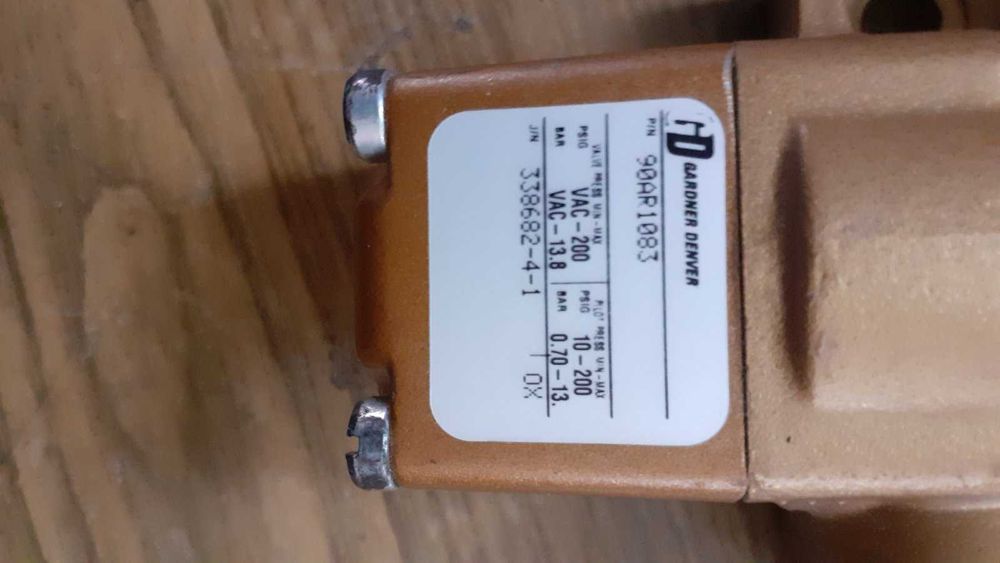 GD GARDNER DENVER
P/N 90AR1083
VALVE PRESS MIN-MAX PILOT PRESS MIN-MAX
PSIG VAC-200 PSIG 10-200
BAR VAC-13.8 BAR 0.70-13.
J/N 338682-4-1 OX